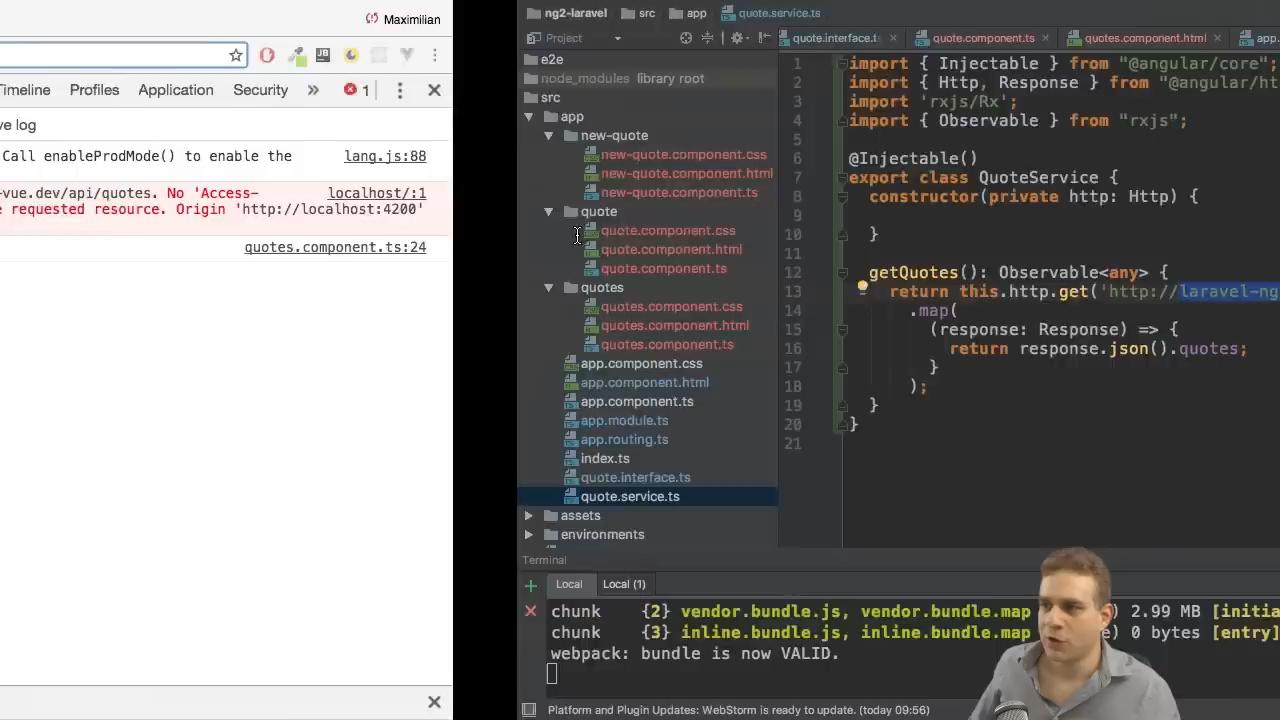 Maximilian
Timeline Profiles Application Security » 1
ve log
Call enableProdMode() to enable the lang.js:88
-vue.dev/api/quotes. No 'Access- localhost/:1
e requested resource. Origin 'http://localhost:4200'
quotes.component.ts:24
ng2-laravel src app quote.service.ts
Project
quote.interface.t quote.component.ts quotes.component.html app.
e2e
node_modules library root
src
app
new-quote
new-quote.component.css
new-quote.component.html
new-quote.component.ts
quote
quote.component.css
quote.component.html
quote.component.ts
quotes
quotes.component.css
quotes.component.html
quotes.component.ts
app.component.css
app.component.html
app.component.ts
app.module.ts
app.routing.ts
index.ts
quote.interface.ts
quote.service.ts
assets
environments
1 import { Injectable } from "@angular/core";
2 import { Http, Response } from "@angular/ht
3 import 'rxjs/Rx';
4 import { Observable } from "rxjs";
5
6 @Injectable()
7 export class QuoteService {
8 constructor(private http: Http) {
9
10 }
11
12 getQuotes(): Observable<any> {
13 return this.http.get('http://laravel-ng
14 .map(
15 (response: Response) => {
16 return response.json().quotes;
17 }
18 );
19 }
20 }
21
Terminal
Local Local (1)
chunk {2} vendor.bundle.js, vendor.bundle.map e) 2.99 MB [initia
chunk {3} inline.bundle.js, inline.bundle.map e) 0 bytes [entry]
webpack: bundle is now VALID.
Platform and Plugin Updates: WebStorm is ready to update. (today 09:56)